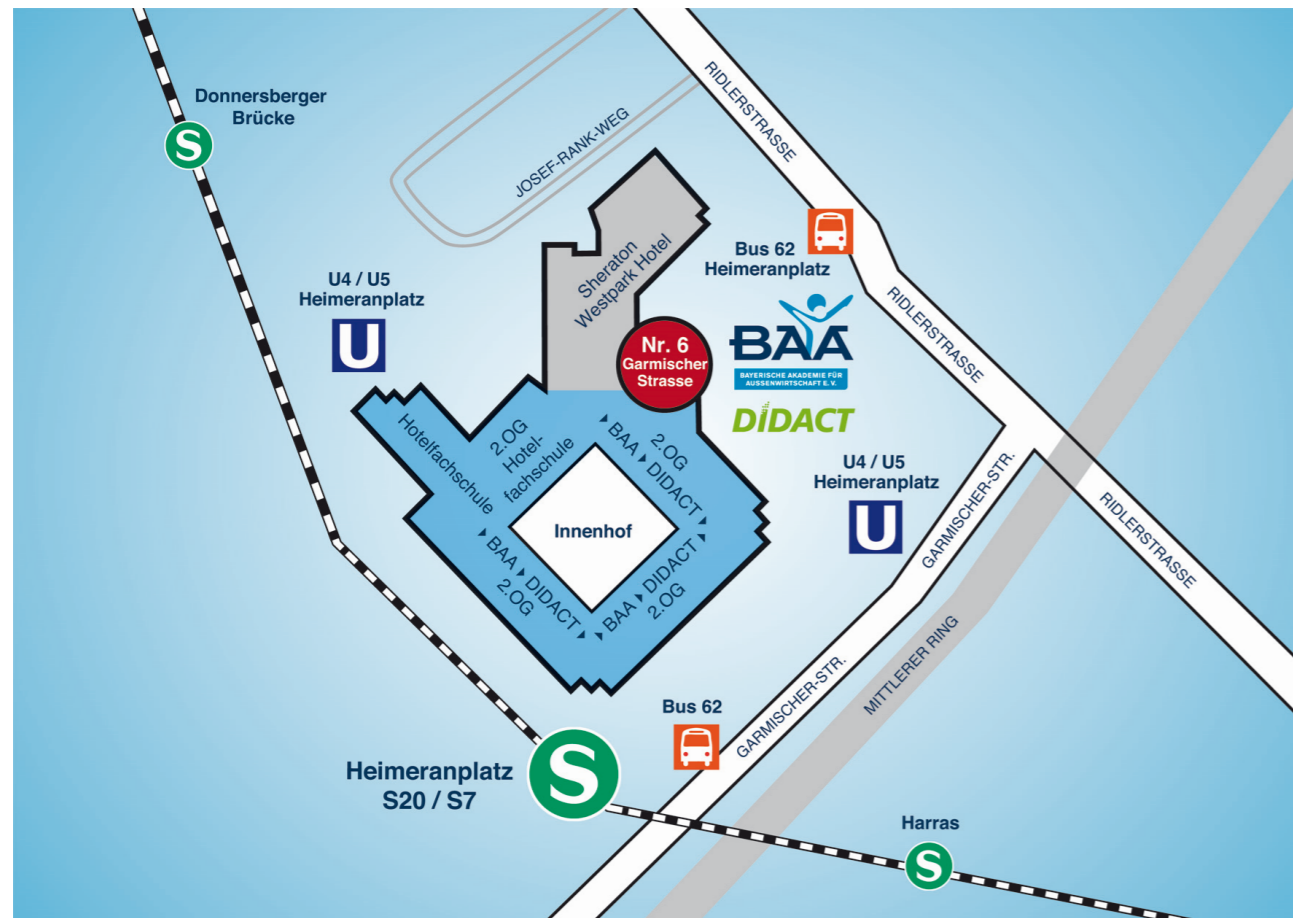 Donnersberger
Brücke
S
JOSEF-RANK-WEG
RIDLERSTRASSE
Bus 62
Heimeranplatz
U4 / U5
Heimeranplatz
U
Sheraton
Westpark Hotel
RIDLERSTRASSE
Nr. 6
Garmischer
Strasse
BAA
BAYERISCHE AKADEMIE FÜR
AUSSENWIRTSCHAFT E. V.
DIDACT
Hotelfachschule
2.OG
Hotel-
fachschule
2.OG
BAA DIDACT
Innenhof
U4 / U5
Heimeranplatz
U
GARMISCHER-STR.
RIDLERSTRASSE
BAA DIDACT
2.OG
BAA DIDACT
2.OG
MITTLERER RING
GARMISCHER-STR.
Bus 62
Heimeranplatz
S20 / S7
S
Harras
S